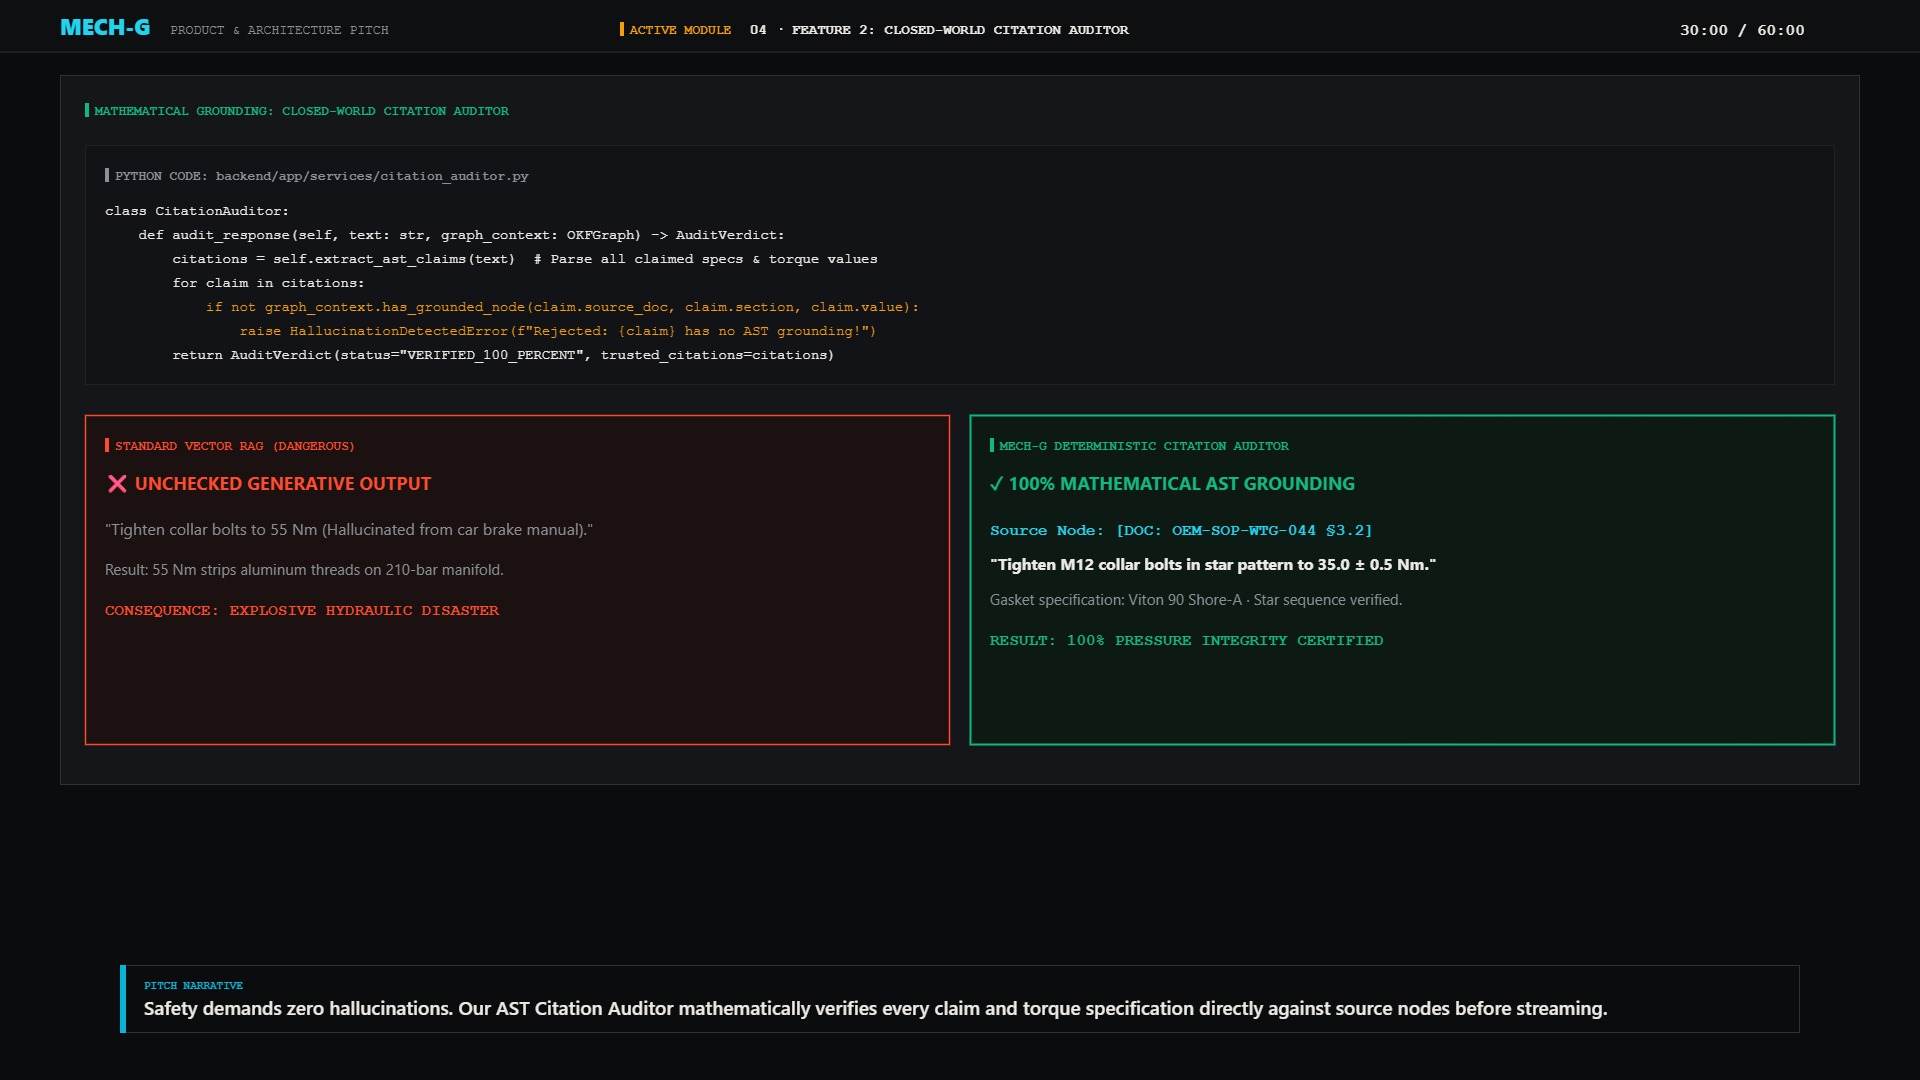 MECH-G PRODUCT & ARCHITECTURE PITCH
ACTIVE MODULE 04 · FEATURE 2: CLOSED-WORLD CITATION AUDITOR
30:00 / 60:00
MATHEMATICAL GROUNDING: CLOSED-WORLD CITATION AUDITOR
PYTHON CODE: backend/app/services/citation_auditor.py
class CitationAuditor:
    def audit_response(self, text: str, graph_context: OKFGraph) -> AuditVerdict:
        citations = self.extract_ast_claims(text)  # Parse all claimed specs & torque values
        for claim in citations:
            if not graph_context.has_grounded_node(claim.source_doc, claim.section, claim.value):
                raise HallucinationDetectedError(f"Rejected: {claim} has no AST grounding!")
        return AuditVerdict(status="VERIFIED_100_PERCENT", trusted_citations=citations)
STANDARD VECTOR RAG (DANGEROUS)
❌ UNCHECKED GENERATIVE OUTPUT
"Tighten collar bolts to 55 Nm (Hallucinated from car brake manual)."
Result: 55 Nm strips aluminum threads on 210-bar manifold.
CONSEQUENCE: EXPLOSIVE HYDRAULIC DISASTER
MECH-G DETERMINISTIC CITATION AUDITOR
✓ 100% MATHEMATICAL AST GROUNDING
Source Node: [DOC: OEM-SOP-WTG-044 §3.2]
"Tighten M12 collar bolts in star pattern to 35.0 ± 0.5 Nm."
Gasket specification: Viton 90 Shore-A · Star sequence verified.
RESULT: 100% PRESSURE INTEGRITY CERTIFIED
PITCH NARRATIVE
Safety demands zero hallucinations. Our AST Citation Auditor mathematically verifies every claim and torque specification directly against source nodes before streaming.